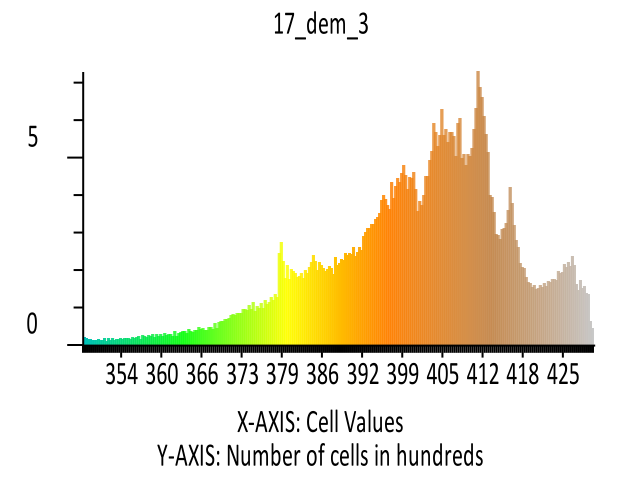 17_dem_3
5
0
354 360 366 373 379 386 392 399 405 412 418 425
X-AXIS: Cell Values
Y-AXIS: Number of cells in hundreds